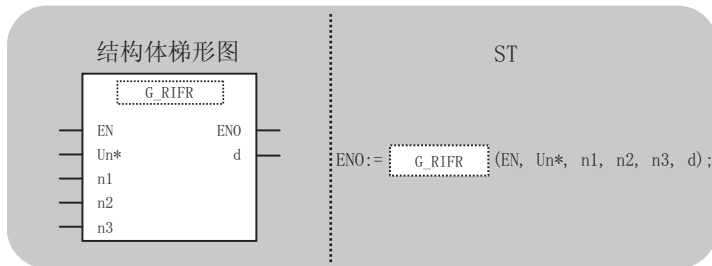 结构体梯形图
G_RIFR
EN ENO
Un* d
n1
n2
n3
ST
ENO:= G_RIFR (EN, Un*, n1, n2, n3, d);